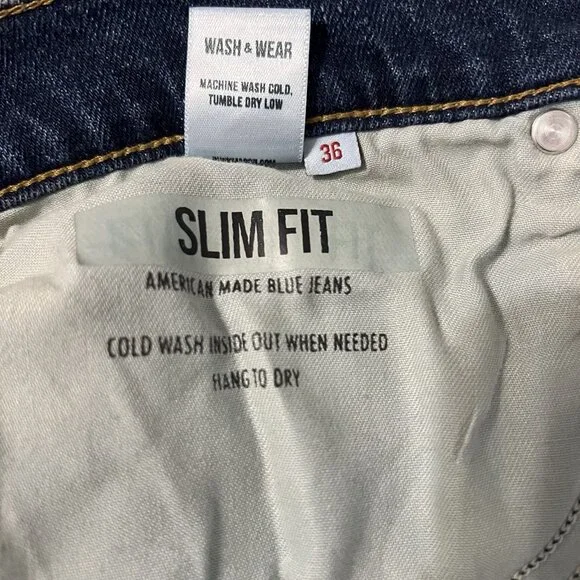 WASH & WEAR
MACHINE WASH COLD,
TUMBLE DRY LOW
36
SLIM FIT
AMERICAN MADE BLUE JEANS
COLD WASH INSIDE OUT WHEN NEEDED
HANG TO DRY